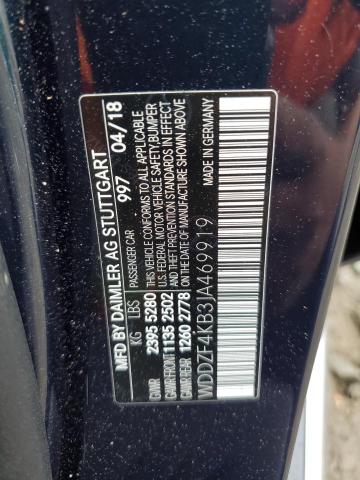 MFD BY DAIMLER AG STUTTGART
PASSENGER CAR 997 04/18
KG LBS
GVWR 2395 5280
GAWR FRONT 1135 2502
GAWR REAR 1260 2778
THIS VEHICLE CONFORMS TO ALL APPLICABLE
U.S. FEDERAL MOTOR VEHICLE SAFETY, BUMPER
AND THEFT PREVENTION STANDARDS IN EFFECT
ON THE DATE OF MANUFACTURE SHOWN ABOVE
WDDZF4KB3JA469919
MADE IN GERMANY